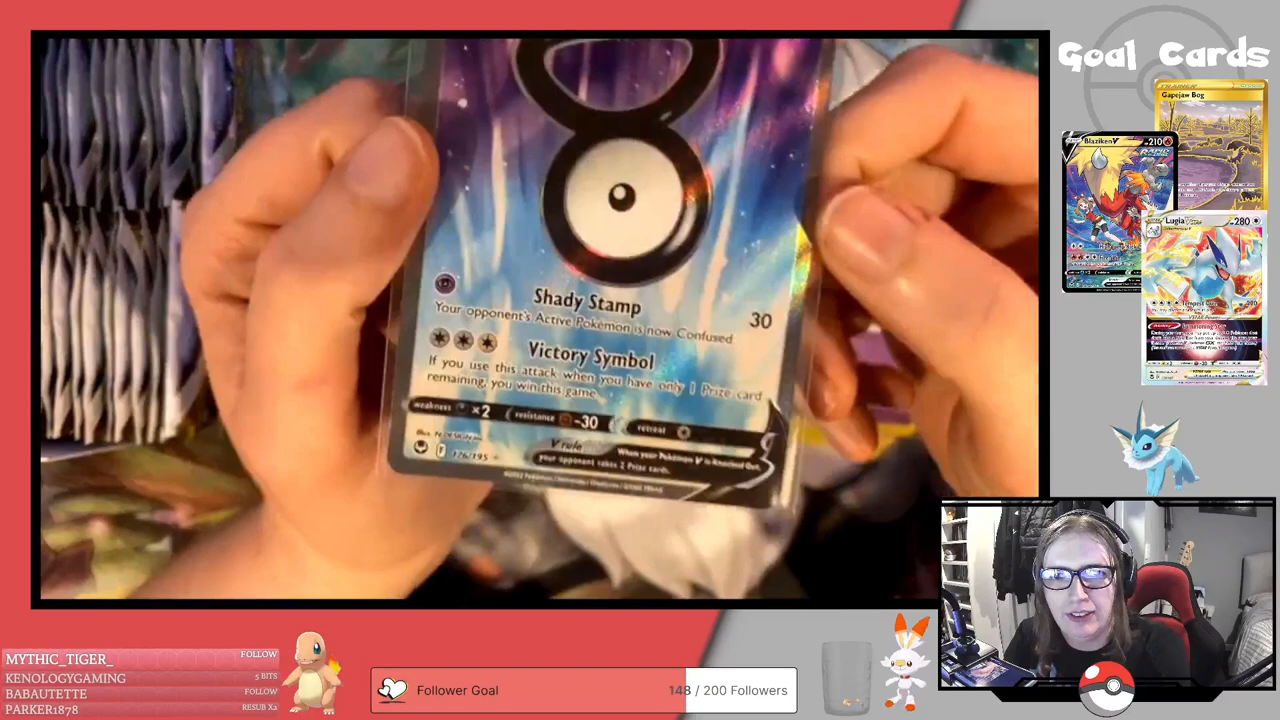 Goal Cards
Gapejaw Bog
Blaziken V 210
Lugia 280
Shady Stamp 30
Your opponent's Active Pokémon is now Confused
Victory Symbol
If you use this attack when you have only 1 Prize card
remaining, you win this game.
weakness ×2 resistance -30 retreat
V rule When your Pokémon V is Knocked Out,
your opponent takes 2 Prize cards.
F 176/195
MYTHIC_TIGER_ FOLLOW
KENOLOGYGAMING 5 BITS
BABAUTETTE FOLLOW
PARKER1878 RESUB X2
Follower Goal 148 / 200 Followers